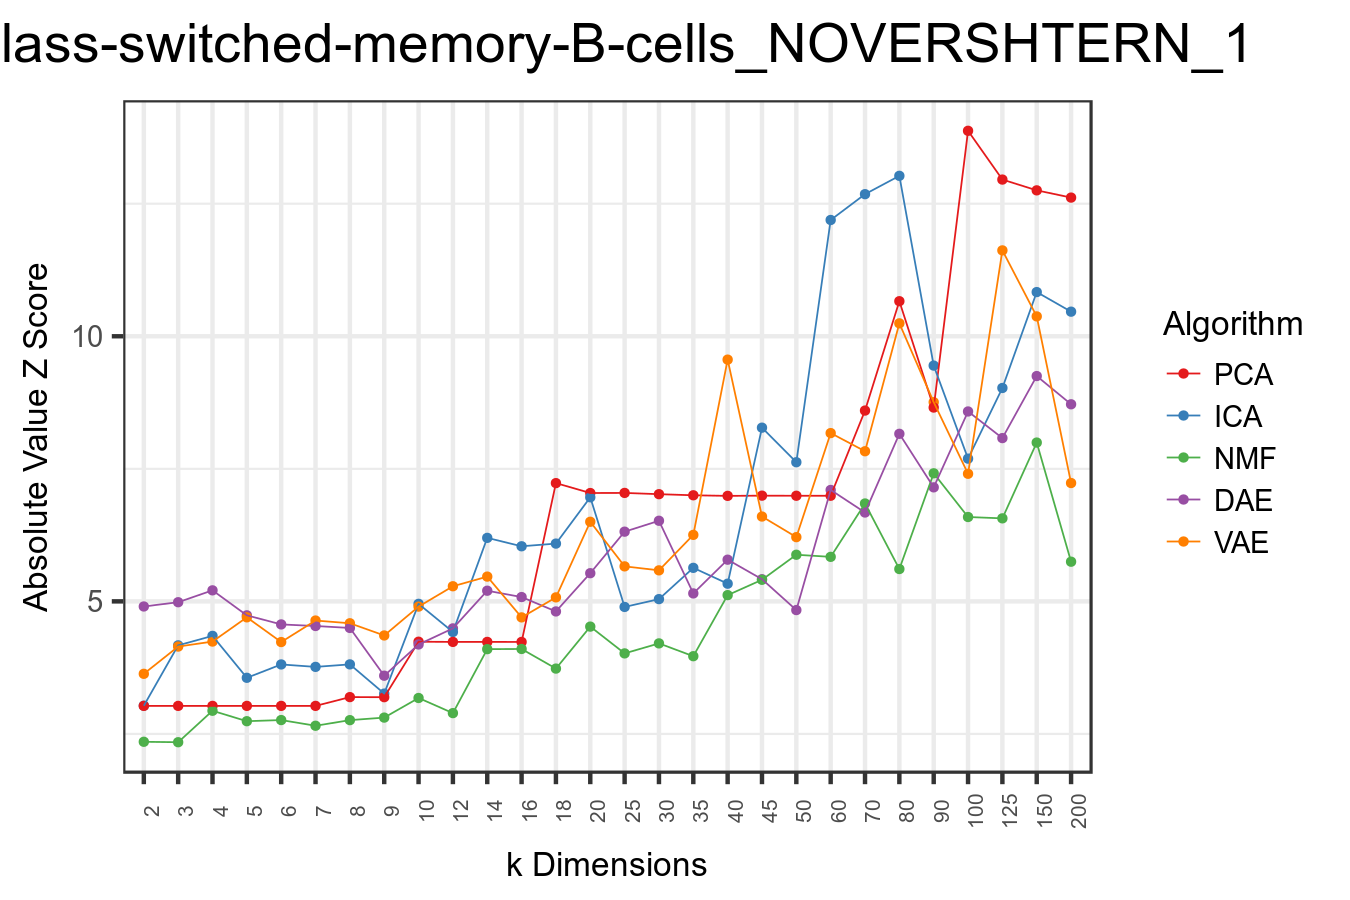 lass-switched-memory-B-cells_NOVERSHTERN_1
Absolute Value Z Score
10
5
2 3 4 5 6 7 8 9 10 12 14 16 18 20 25 30 35 40 45 50 60 70 80 90 100 125 150 200
k Dimensions
Algorithm
PCA
ICA
NMF
DAE
VAE